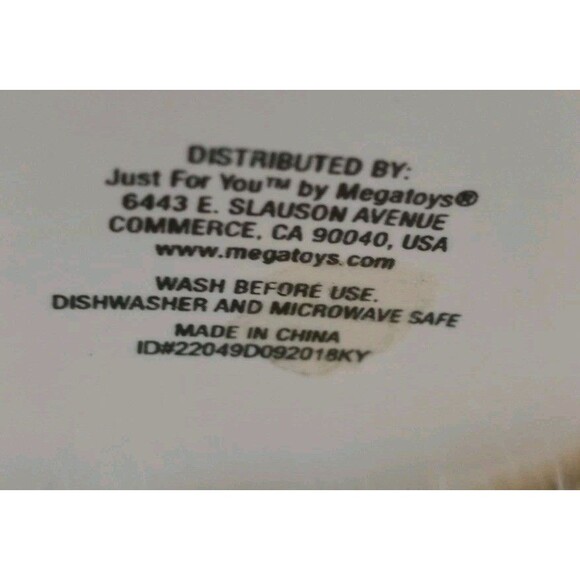 DISTRIBUTED BY:
Just For You™ by Megatoys®
6443 E. SLAUSON AVENUE
COMMERCE, CA 90040, USA
www.megatoys.com
WASH BEFORE USE.
DISHWASHER AND MICROWAVE SAFE
MADE IN CHINA
ID#22049D092018KY